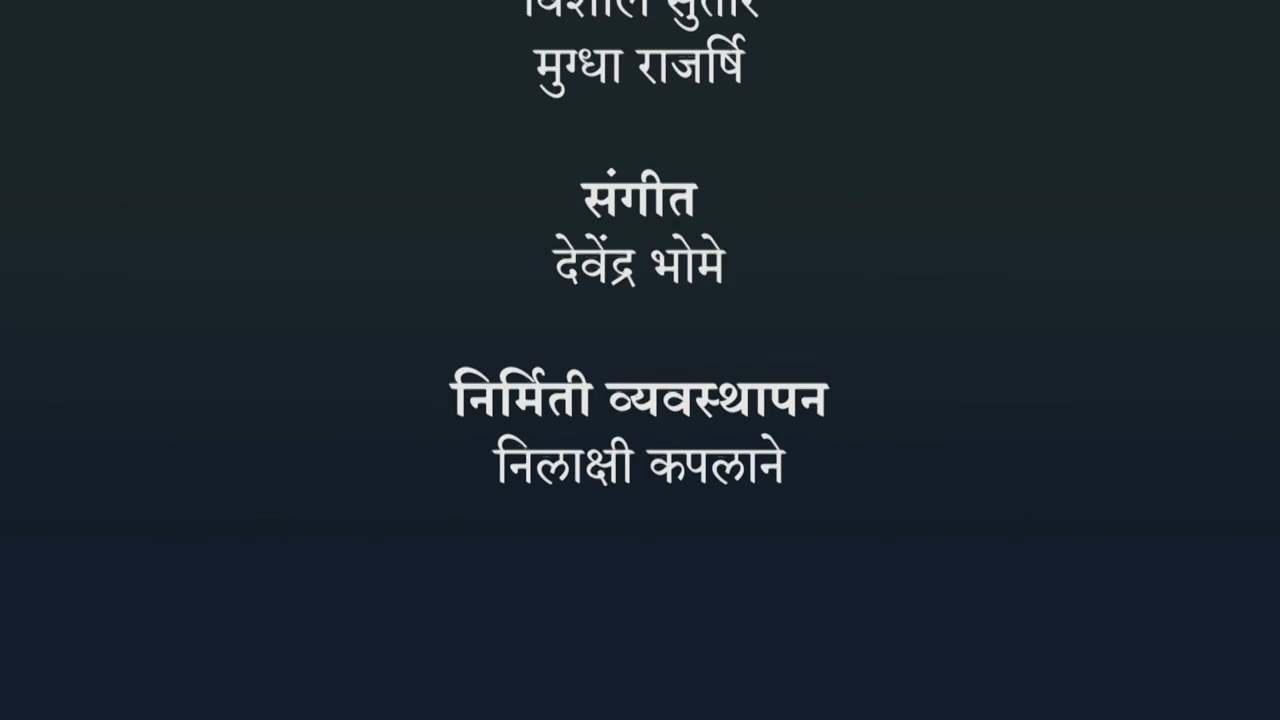 विशाल सुतार
मुग्धा राजर्षि
संगीत
देवेंद्र भोमे
निर्मिती व्यवस्थापन
निलाक्षी कपलाने